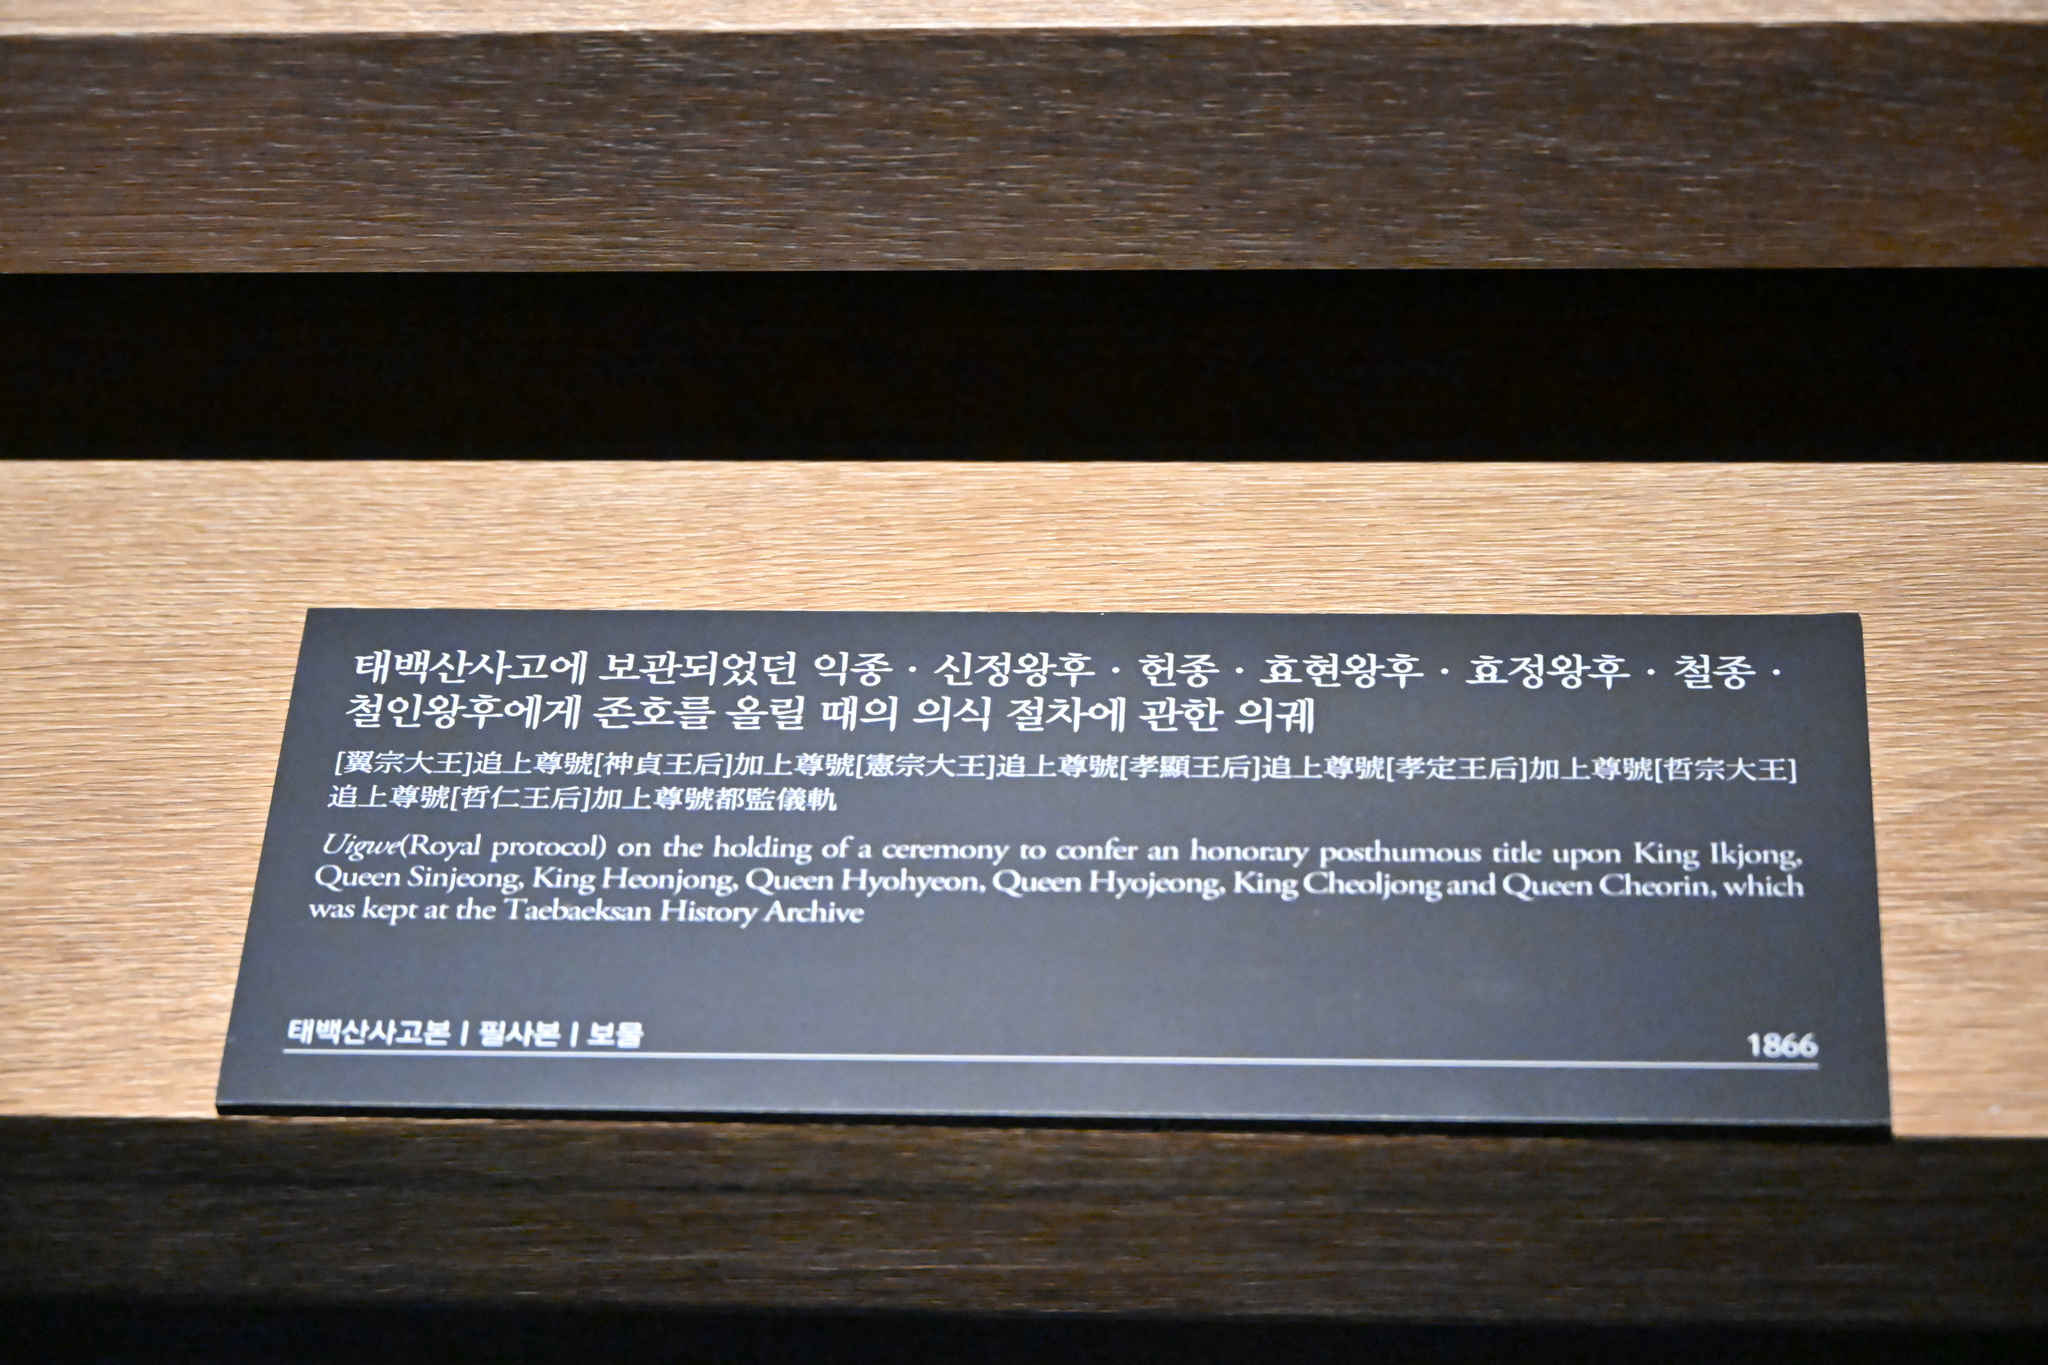 태백산사고에 보관되었던 익종 · 신정왕후 · 헌종 · 효현왕후 · 효정왕후 · 철종 ·
철인왕후에게 존호를 올릴 때의 의식 절차에 관한 의궤
[翼宗大王]追上尊號[神貞王后]加上尊號[憲宗大王]追上尊號[孝顯王后]追上尊號[孝定王后]加上尊號[哲宗大王]
追上尊號[哲仁王后]加上尊號都監儀軌
Uigwe(Royal protocol) on the holding of a ceremony to confer an honorary posthumous title upon King Ikjong,
Queen Sinjeong, King Heonjong, Queen Hyohyeon, Queen Hyojeong, King Cheoljong and Queen Cheorin, which
was kept at the Taebaeksan History Archive
태백산사고본 | 필사본 | 보물
1866